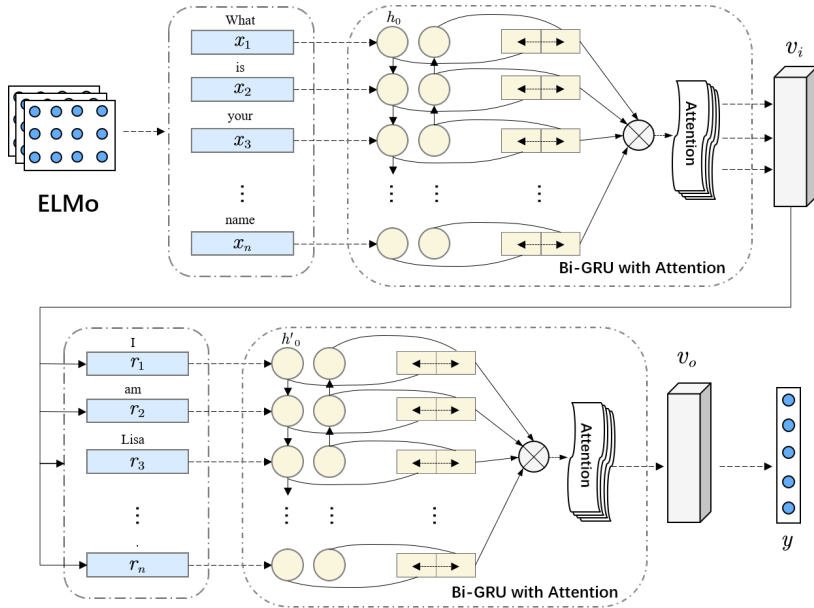 What
h₀
x₁
vᵢ
is
x₂
your
x₃
Attention
ELMo
name
xₙ
Bi-GRU with Attention
I
h'₀
r₁
vₒ
am
r₂
Lisa
r₃
Attention
y
.
rₙ
Bi-GRU with Attention